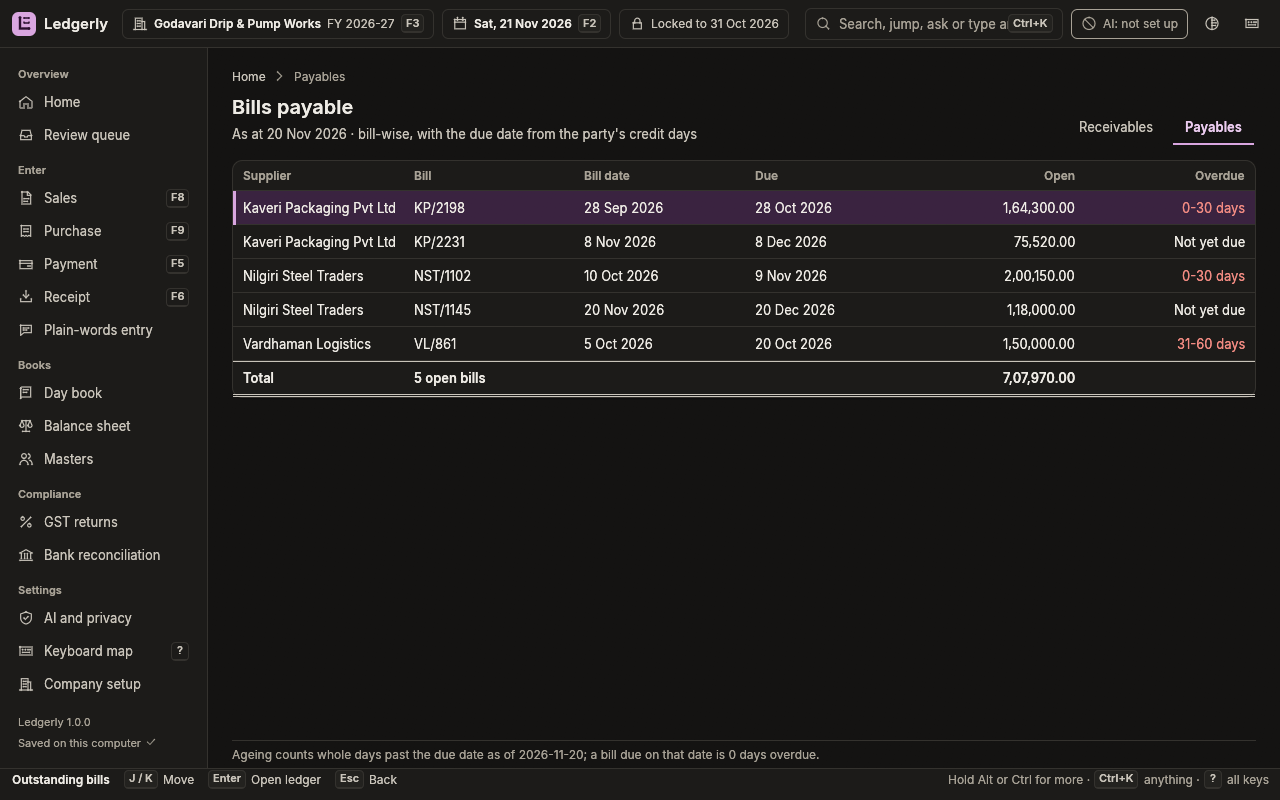 Ledgerly
Godavari Drip & Pump Works FY 2026-27 F3
Sat, 21 Nov 2026 F2
Locked to 31 Oct 2026
Search, jump, ask or type a Ctrl+K
AI: not set up
Overview
Home
Review queue
Enter
Sales F8
Purchase F9
Payment F5
Receipt F6
Plain-words entry
Books
Day book
Balance sheet
Masters
Compliance
GST returns
Bank reconciliation
Settings
AI and privacy
Keyboard map ?
Company setup
Ledgerly 1.0.0
Saved on this computer
Home Payables
Bills payable
As at 20 Nov 2026 · bill-wise, with the due date from the party's credit days
Receivables Payables
Supplier Bill Bill date Due Open Overdue
Kaveri Packaging Pvt Ltd KP/2198 28 Sep 2026 28 Oct 2026 1,64,300.00 0-30 days
Kaveri Packaging Pvt Ltd KP/2231 8 Nov 2026 8 Dec 2026 75,520.00 Not yet due
Nilgiri Steel Traders NST/1102 10 Oct 2026 9 Nov 2026 2,00,150.00 0-30 days
Nilgiri Steel Traders NST/1145 20 Nov 2026 20 Dec 2026 1,18,000.00 Not yet due
Vardhaman Logistics VL/861 5 Oct 2026 20 Oct 2026 1,50,000.00 31-60 days
Total 5 open bills 7,07,970.00
Ageing counts whole days past the due date as of 2026-11-20; a bill due on that date is 0 days overdue.
Outstanding bills J / K Move Enter Open ledger Esc Back
Hold Alt or Ctrl for more · Ctrl+K anything · ? all keys